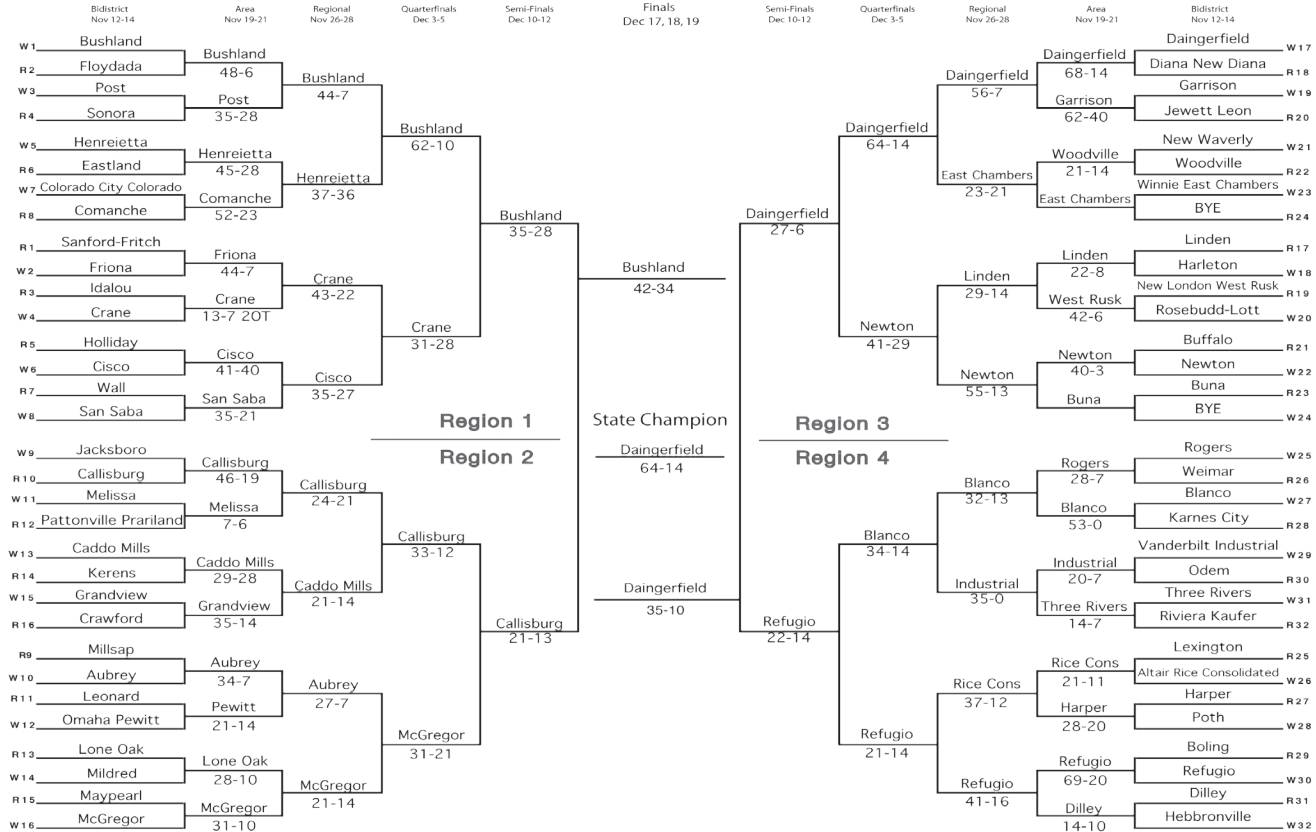 Bidistrict
Nov 12-14
Area
Nov 19-21
Regional
Nov 26-28
Quarterfinals
Dec 3-5
Semi-Finals
Dec 10-12
Finals
Dec 17, 18, 19
Semi-Finals
Dec 10-12
Quarterfinals
Dec 3-5
Regional
Nov 26-28
Area
Nov 19-21
Bidistrict
Nov 12-14
W1 Bushland
R2 Floydada
W3 Post
R4 Sonora
W5 Henreietta
R6 Eastland
W7 Colorado City Colorado
R8 Comanche
R1 Sanford-Fritch
W2 Friona
R3 Idalou
W4 Crane
R5 Holliday
W6 Cisco
R7 Wall
W8 San Saba
W9 Jacksboro
R10 Callisburg
W11 Melissa
R12 Pattonville Prariland
W13 Caddo Mills
R14 Kerens
W15 Grandview
R16 Crawford
R9 Millsap
W10 Aubrey
R11 Leonard
W12 Omaha Pewitt
R13 Lone Oak
W14 Mildred
R15 Maypearl
W16 McGregor
Bushland
48-6
Post
35-28
Henreietta
45-28
Comanche
52-23
Friona
44-7
Crane
13-7 2OT
Cisco
41-40
San Saba
35-21
Callisburg
46-19
Melissa
7-6
Caddo Mills
29-28
Grandview
35-14
Aubrey
34-7
Pewitt
21-14
Lone Oak
28-10
McGregor
31-10
Bushland
44-7
Henreietta
37-36
Crane
43-22
Cisco
35-27
Callisburg
24-21
Caddo Mills
21-14
Aubrey
27-7
McGregor
21-14
Bushland
62-10
Crane
31-28
Callisburg
33-12
McGregor
31-21
Region 1
Region 2
Bushland
35-28
Callisburg
21-13
Bushland
42-34
State Champion
Daingerfield
64-14
Daingerfield
35-10
Daingerfield
27-6
Refugio
22-14
Region 3
Region 4
Daingerfield
64-14
Newton
41-29
Blanco
34-14
Refugio
21-14
Daingerfield
56-7
East Chambers
23-21
Linden
29-14
Newton
55-13
Blanco
32-13
Industrial
35-0
Rice Cons
37-12
Refugio
41-16
Daingerfield
68-14
Garrison
62-40
Woodville
21-14
East Chambers
Linden
22-8
West Rusk
42-6
Newton
40-3
Buna
Rogers
28-7
Blanco
53-0
Industrial
20-7
Three Rivers
14-7
Rice Cons
21-11
Harper
28-20
Refugio
69-20
Dilley
14-10
Daingerfield W17
Diana New Diana R18
Garrison W19
Jewett Leon R20
New Waverly W21
Woodville R22
Winnie East Chambers W23
BYE R24
Linden R17
Harleton W18
New London West Rusk R19
Rosebudd-Lott W20
Buffalo R21
Newton W22
Buna R23
BYE W24
Rogers W25
Weimar R26
Blanco W27
Karnes City R28
Vanderbilt Industrial W29
Odem R30
Three Rivers W31
Riviera Kaufer R32
Lexington R25
Altair Rice Consolidated W26
Harper R27
Poth W28
Boling R29
Refugio W30
Dilley R31
Hebbronville W32